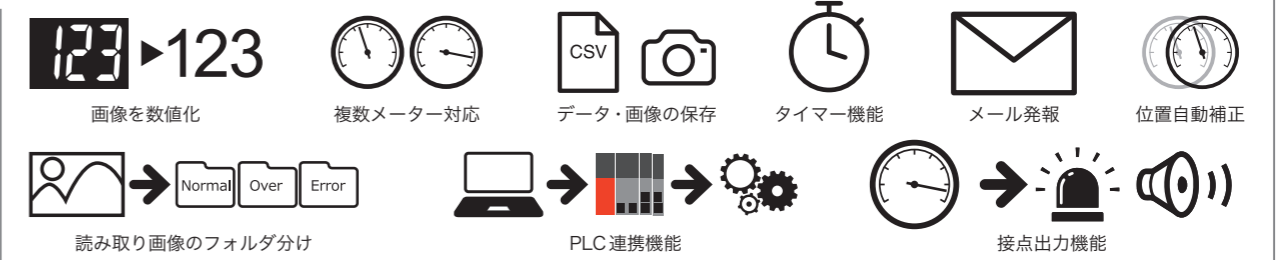 123 123
CSV
画像を数値化 複数メーター対応 データ・画像の保存 タイマー機能 メール発報 位置自動補正
Normal Over Error
読み取り画像のフォルダ分け PLC連携機能 接点出力機能